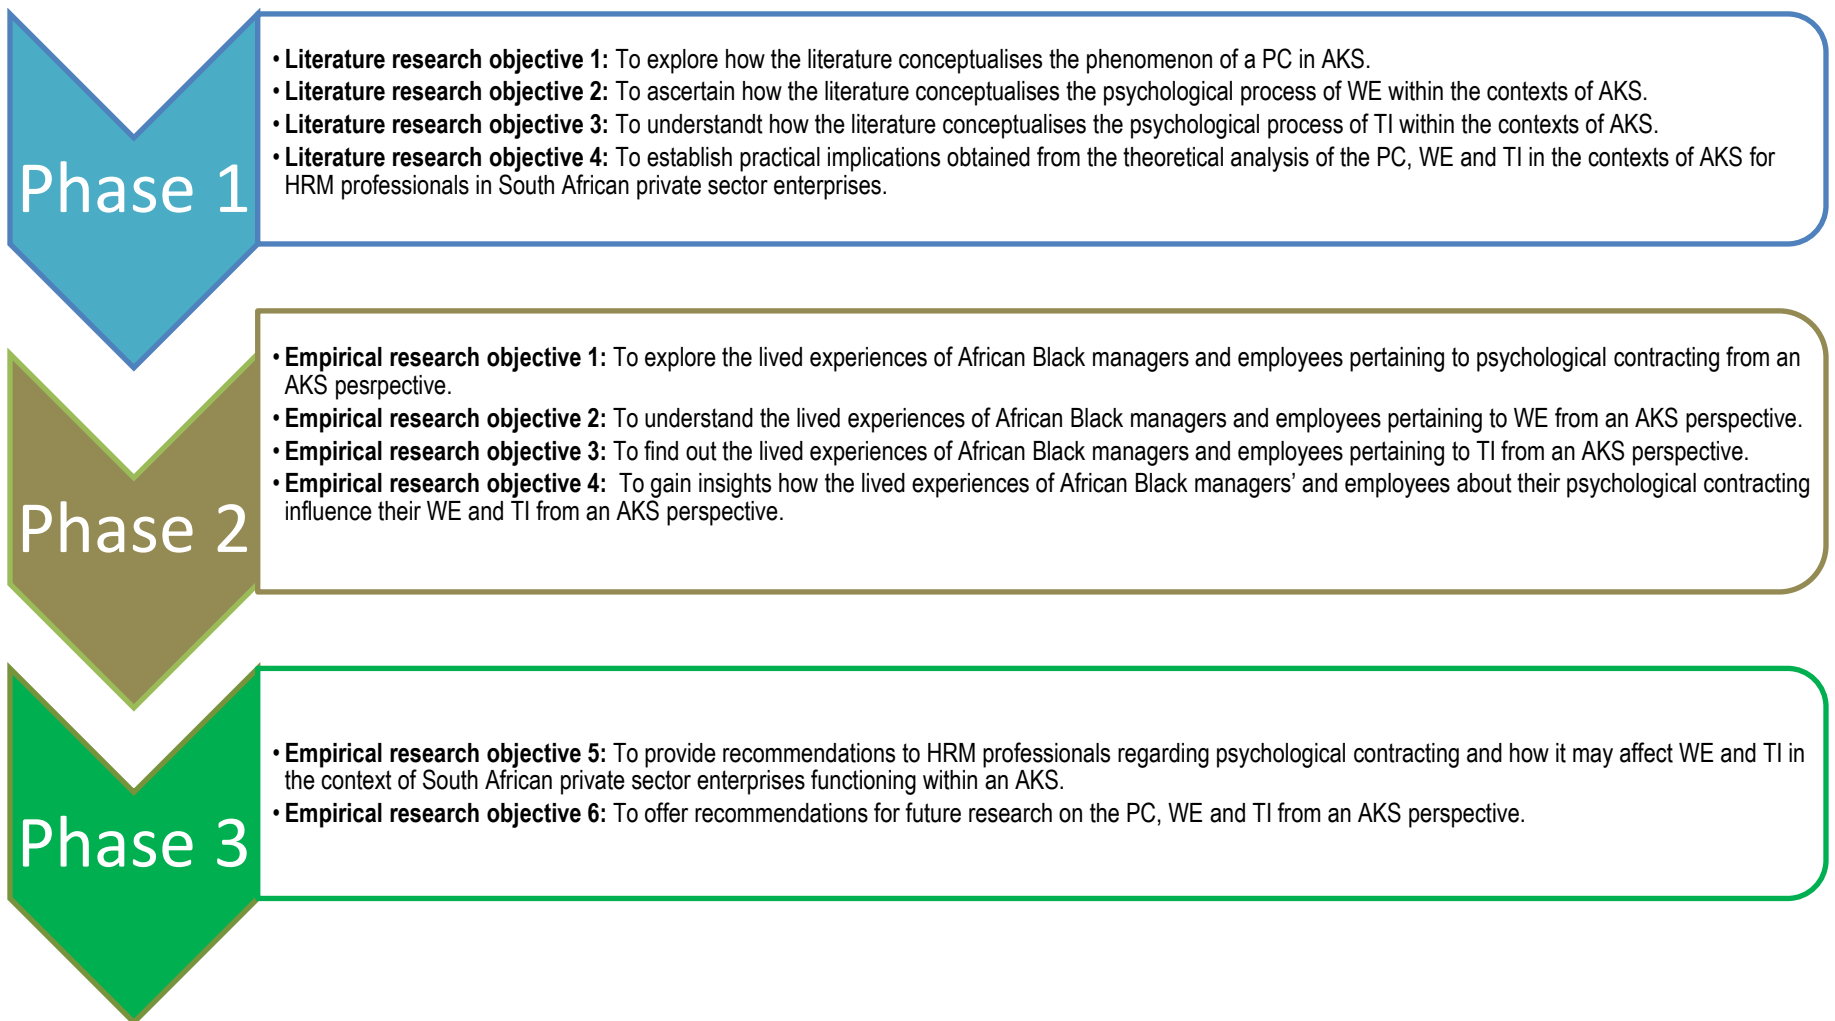 Phase 1
• Literature research objective 1: To explore how the literature conceptualises the phenomenon of a PC in AKS.
• Literature research objective 2: To ascertain how the literature conceptualises the psychological process of WE within the contexts of AKS.
• Literature research objective 3: To understandt how the literature conceptualises the psychological process of TI within the contexts of AKS.
• Literature research objective 4: To establish practical implications obtained from the theoretical analysis of the PC, WE and TI in the contexts of AKS for
HRM professionals in South African private sector enterprises.
Phase 2
• Empirical research objective 1: To explore the lived experiences of African Black managers and employees pertaining to psychological contracting from an
AKS pesrpective.
• Empirical research objective 2: To understand the lived experiences of African Black managers and employees pertaining to WE from an AKS perspective.
• Empirical research objective 3: To find out the lived experiences of African Black managers and employees pertaining to TI from an AKS perspective.
• Empirical research objective 4: To gain insights how the lived experiences of African Black managers’ and employees about their psychological contracting
influence their WE and TI from an AKS perspective.
Phase 3
• Empirical research objective 5: To provide recommendations to HRM professionals regarding psychological contracting and how it may affect WE and TI in
the context of South African private sector enterprises functioning within an AKS.
• Empirical research objective 6: To offer recommendations for future research on the PC, WE and TI from an AKS perspective.